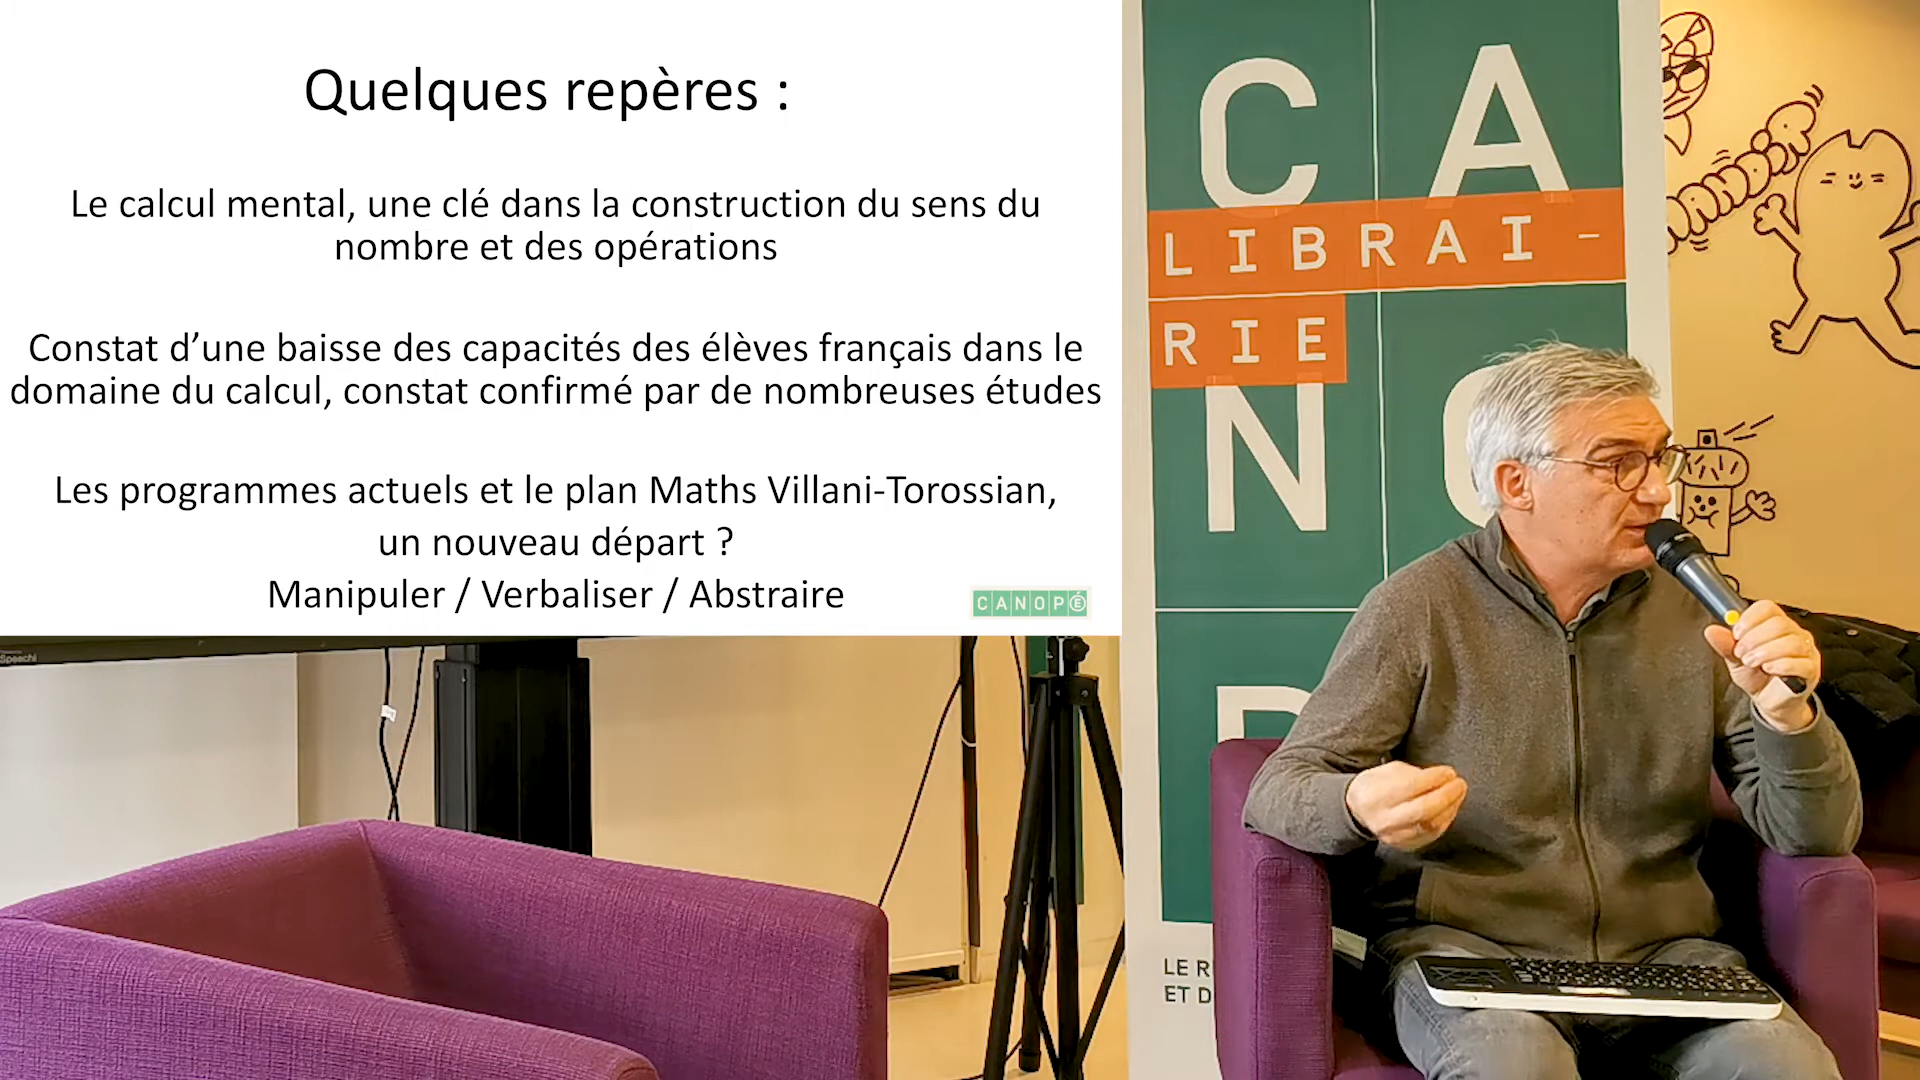 Quelques repères :
Le calcul mental, une clé dans la construction du sens du
nombre et des opérations
Constat d’une baisse des capacités des élèves français dans le
domaine du calcul, constat confirmé par de nombreuses études
Les programmes actuels et le plan Maths Villani-Torossian,
un nouveau départ ?
Manipuler / Verbaliser / Abstraire
CANOPÉ
Speechi
CA
LIBRAI-
RIE
NO
LE R
ET D